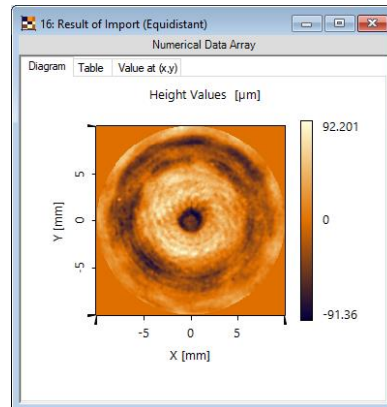 16: Result of Import (Equidistant)
Numerical Data Array
Diagram Table Value at (x,y)
Height Values [µm]
92.201
0
-91.36
Y [mm]
5
0
-5
-5 0 5
X [mm]